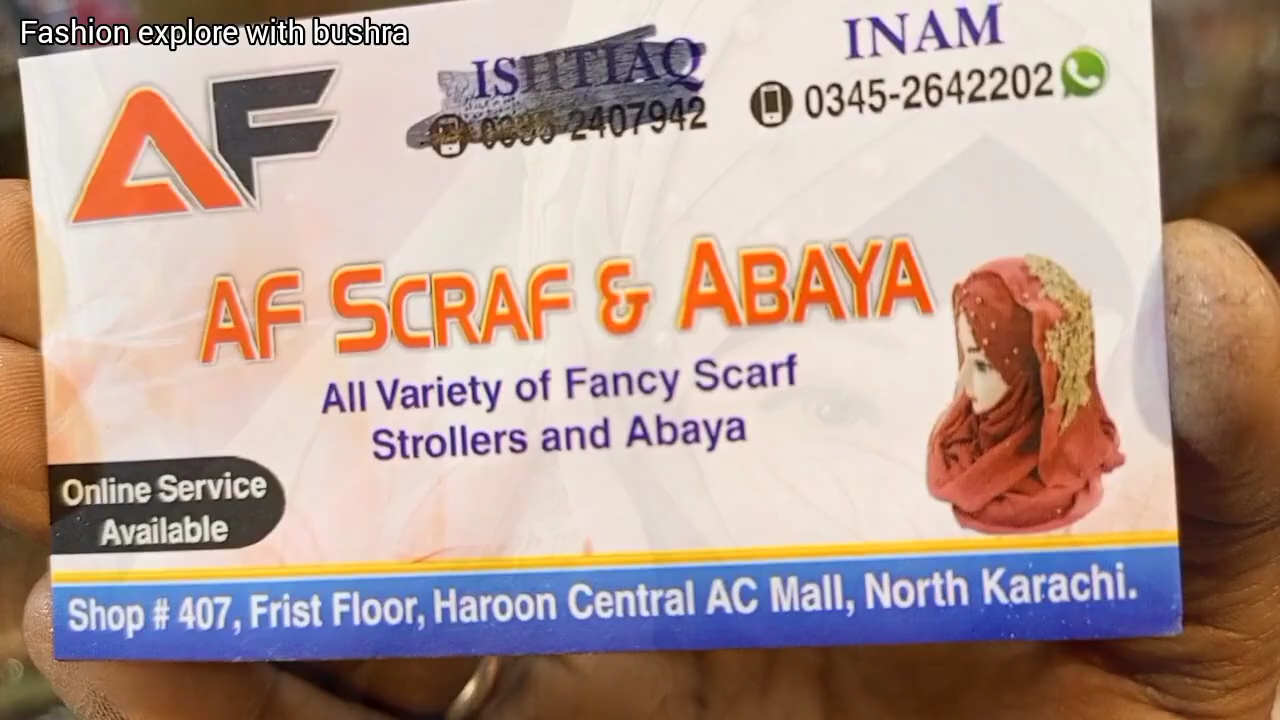 Fashion explore with bushra
AF
ISHTIAQ
2407942
INAM
0345-2642202
AF SCRAF & ABAYA
All Variety of Fancy Scarf
Strollers and Abaya
Online Service
Available
Shop # 407, Frist Floor, Haroon Central AC Mall, North Karachi.